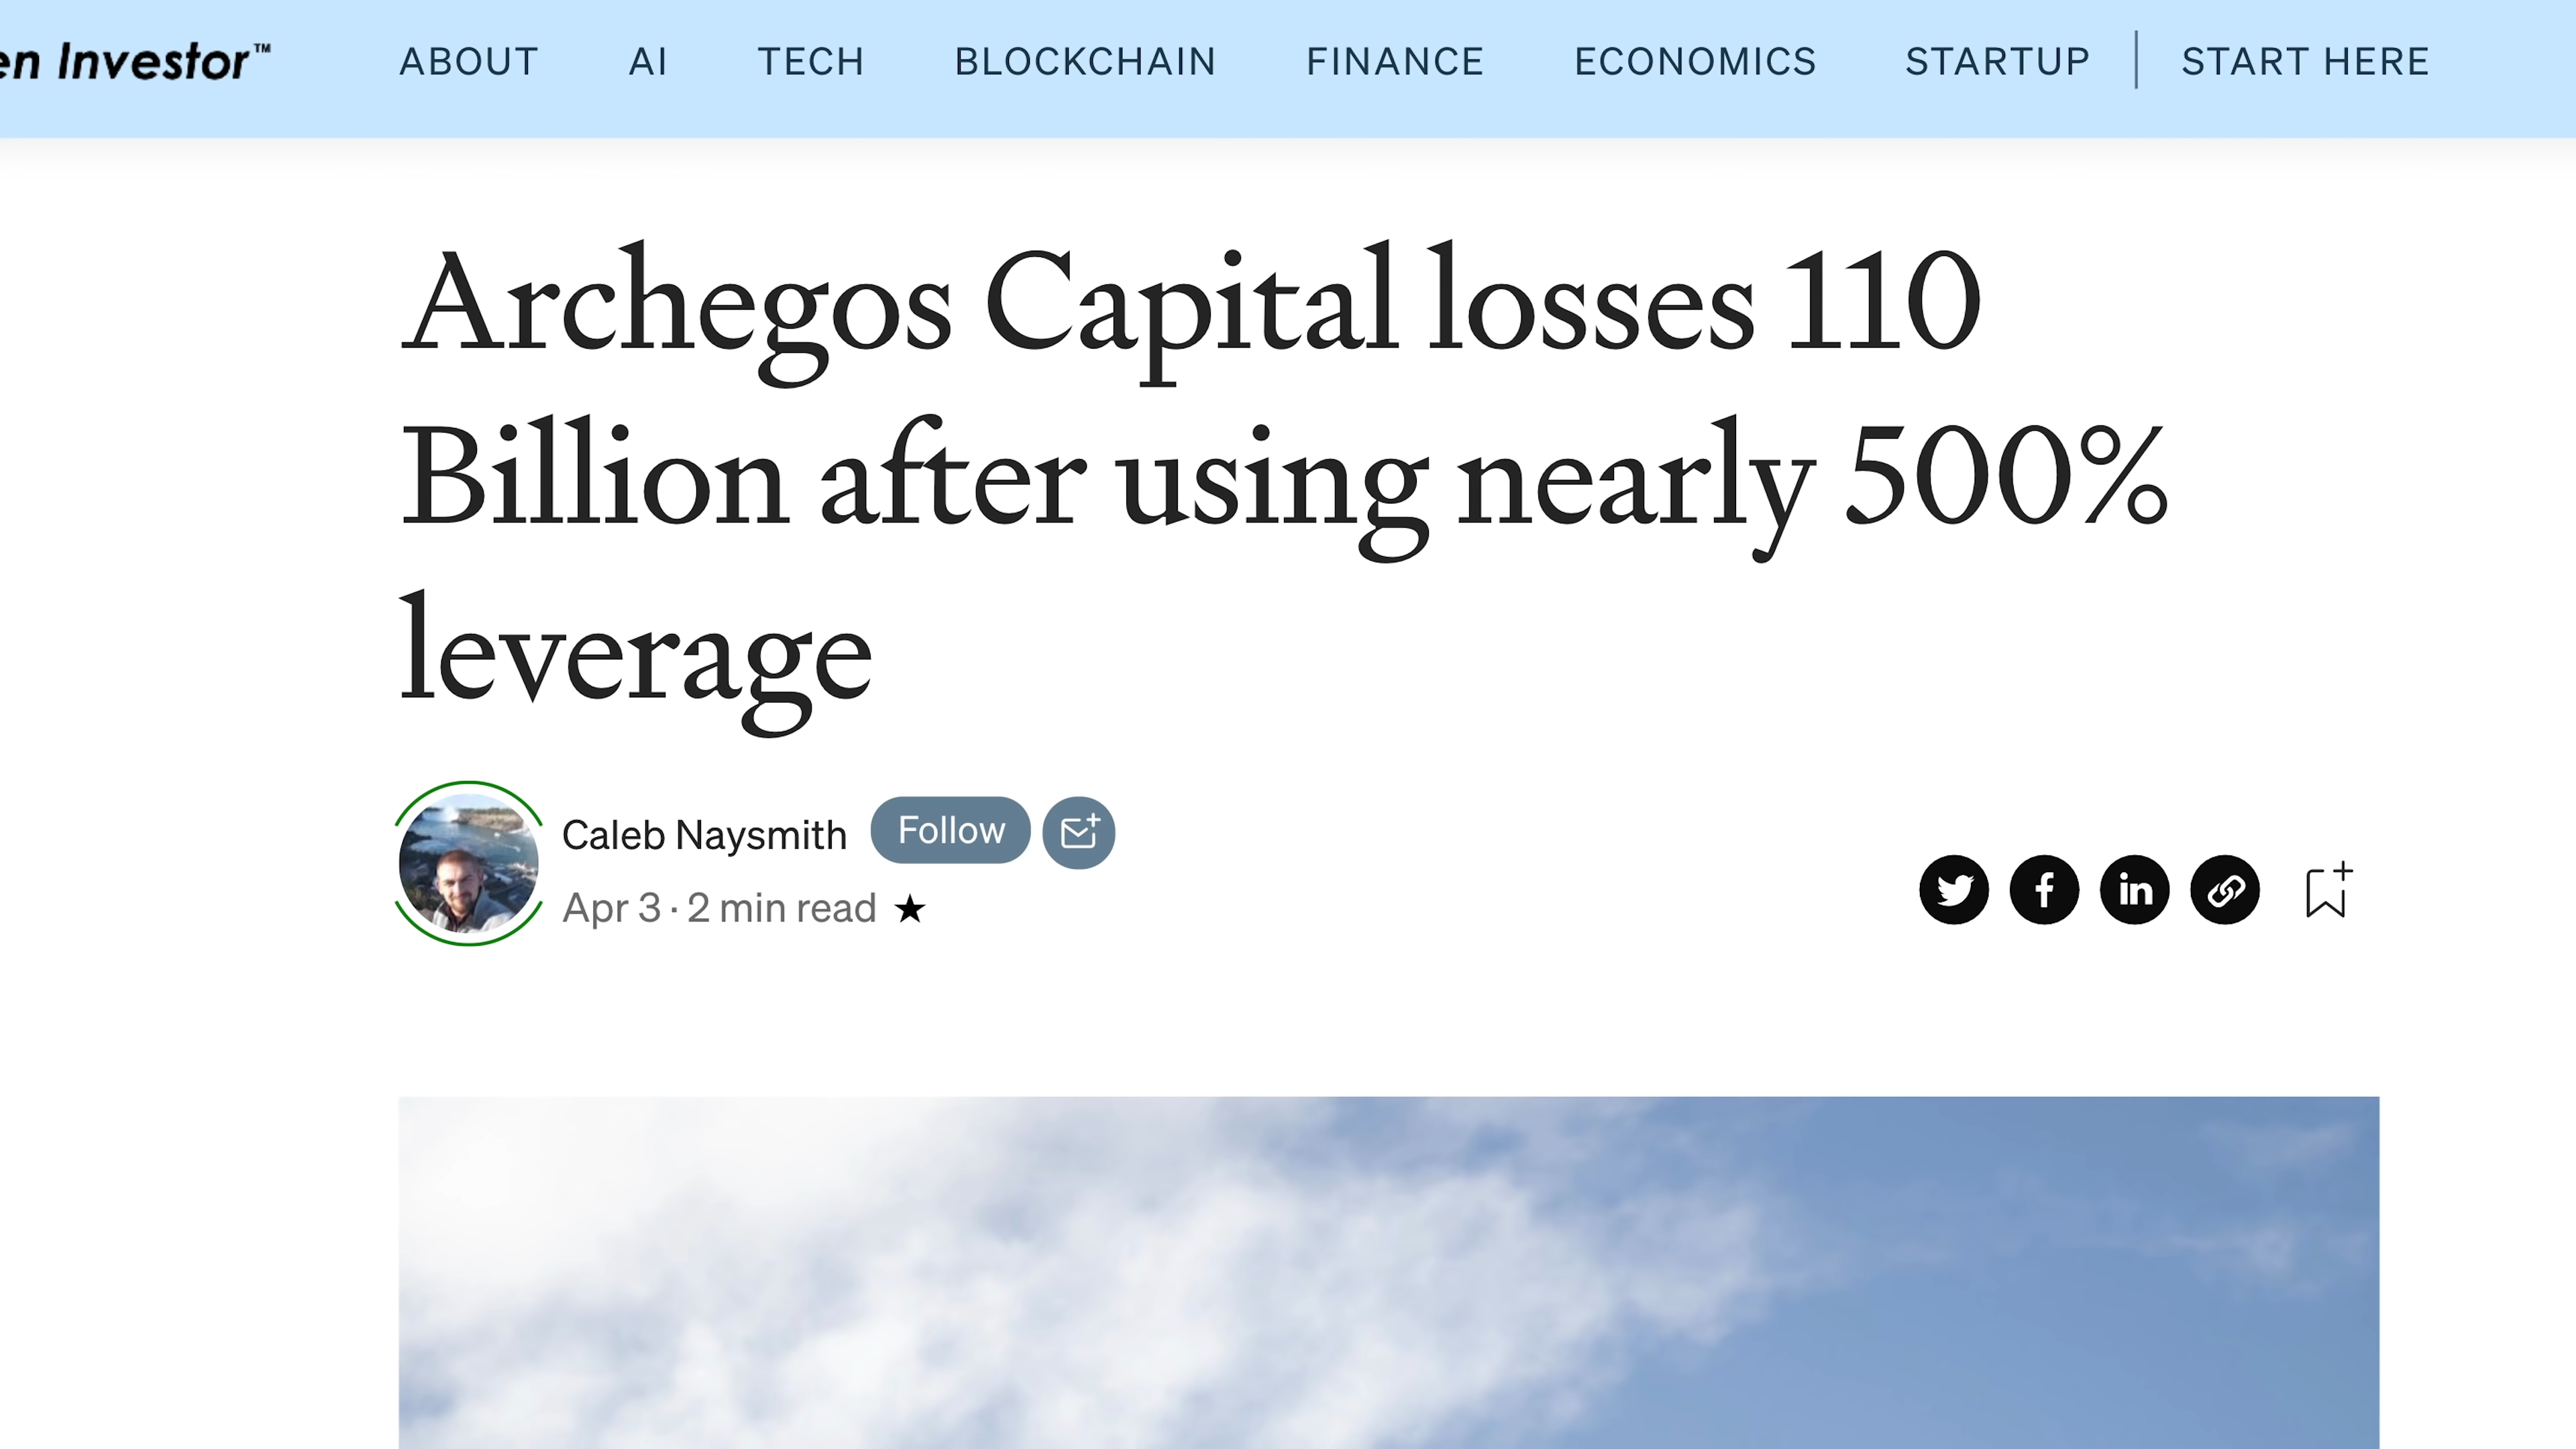 en Investor™ ABOUT AI TECH BLOCKCHAIN FINANCE ECONOMICS STARTUP START HERE
Archegos Capital losses 110
Billion after using nearly 500%
leverage
Caleb Naysmith Follow
Apr 3 · 2 min read ★